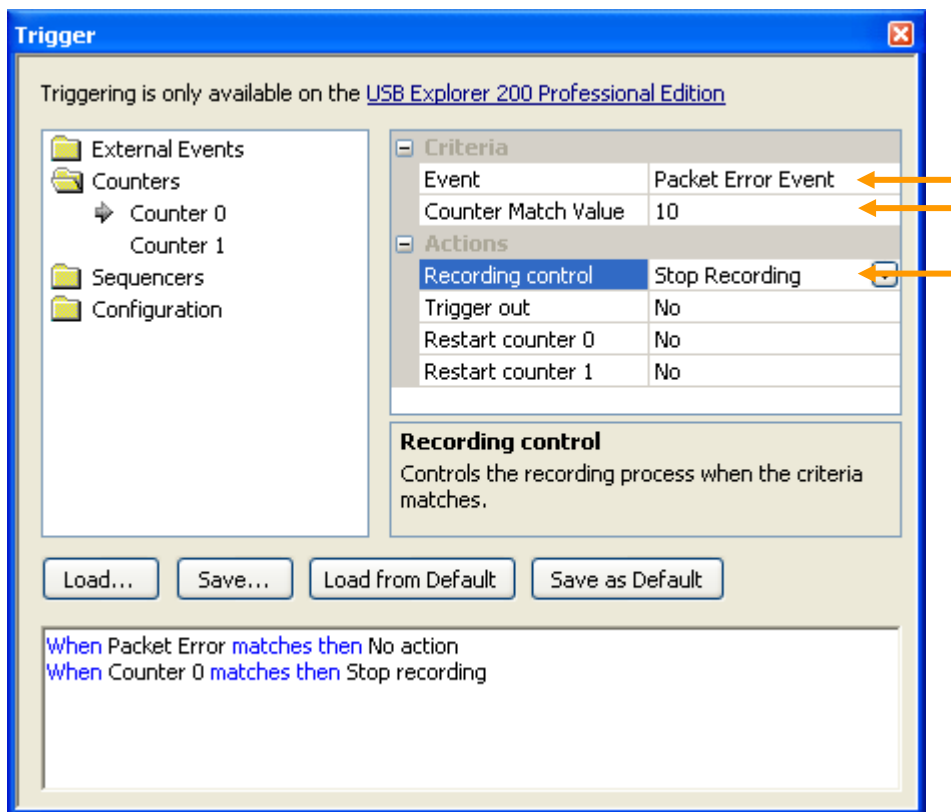 Trigger
Triggering is only available on the USB Explorer 200 Professional Edition
External Events
Counters
Counter 0
Counter 1
Sequencers
Configuration
Criteria
Event Packet Error Event
Counter Match Value 10
Actions
Recording control Stop Recording
Trigger out No
Restart counter 0 No
Restart counter 1 No
Recording control
Controls the recording process when the criteria
matches.
Load... Save... Load from Default Save as Default
When Packet Error matches then No action
When Counter 0 matches then Stop recording